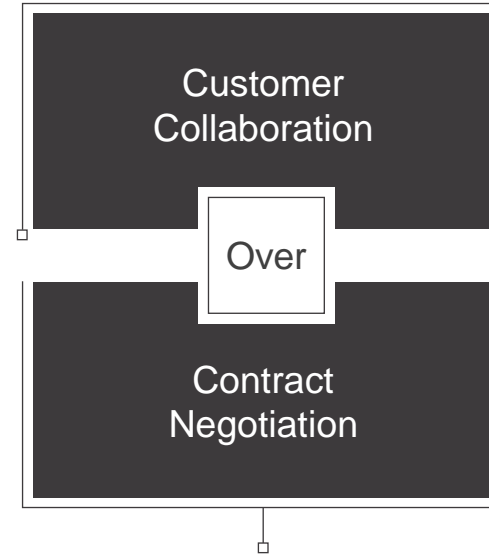 Customer
Collaboration
Over
Contract
Negotiation